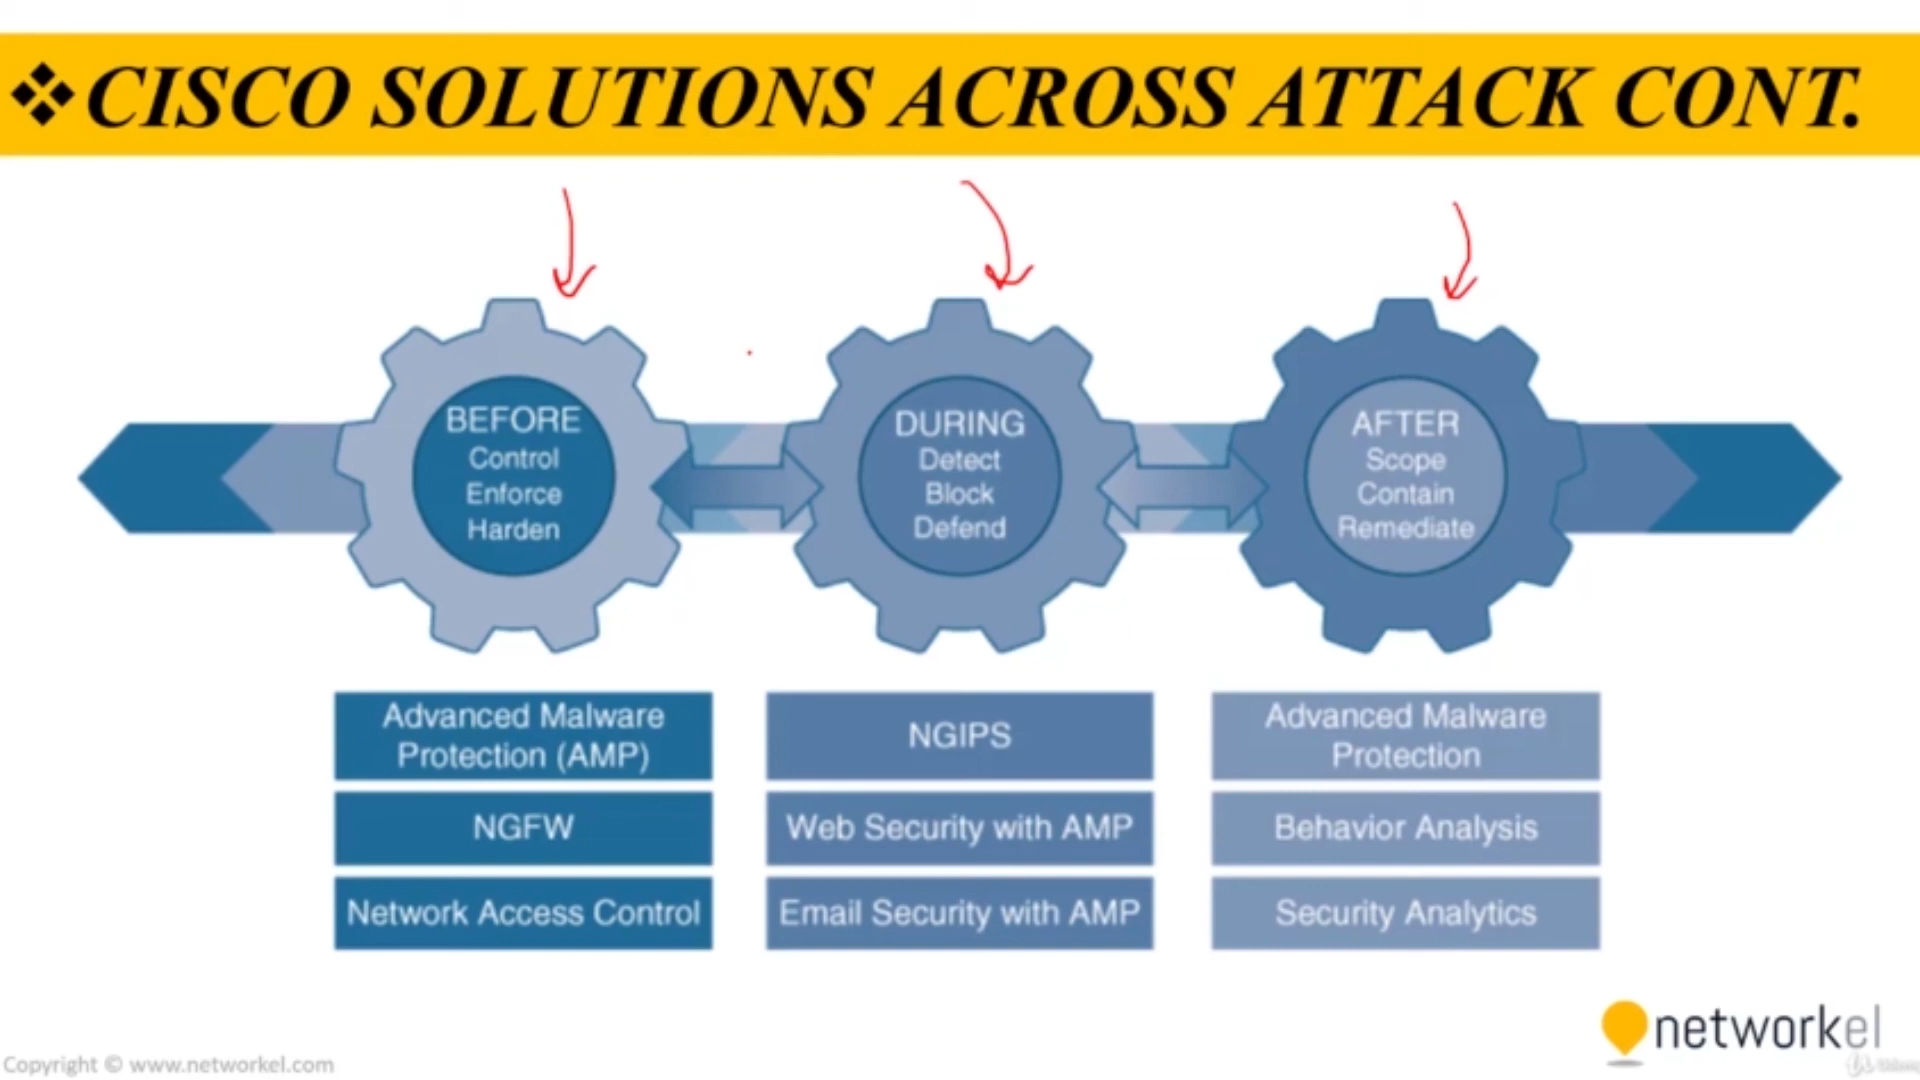 ❖CISCO SOLUTIONS ACROSS ATTACK CONT.
BEFORE
Control
Enforce
Harden
DURING
Detect
Block
Defend
AFTER
Scope
Contain
Remediate
Advanced Malware
Protection (AMP)
NGFW
Network Access Control
NGIPS
Web Security with AMP
Email Security with AMP
Advanced Malware
Protection
Behavior Analysis
Security Analytics
networkel
Copyright © www.networkel.com